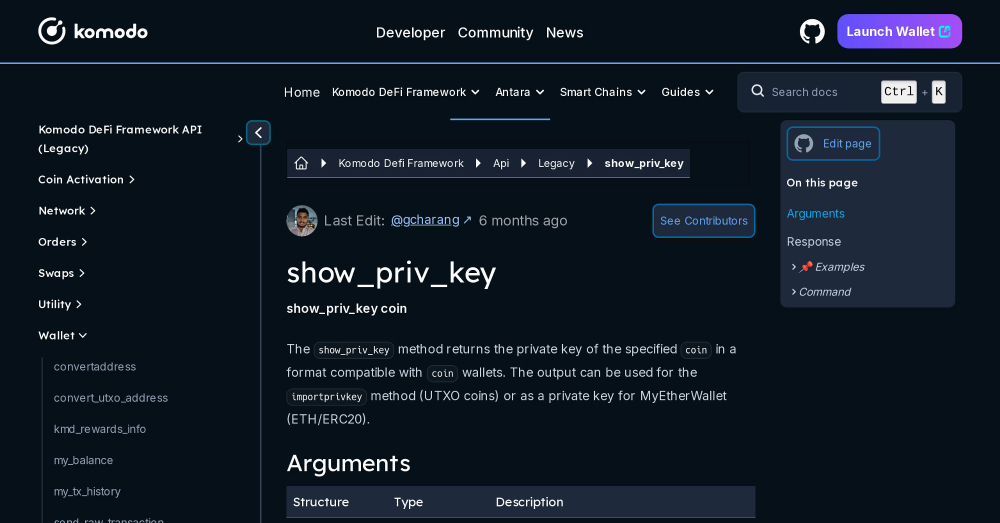 komodo
Developer Community News
Launch Wallet
Home Komodo DeFi Framework Antara Smart Chains Guides
Search docs Ctrl + K
Komodo DeFi Framework API
(Legacy)
Coin Activation
Network
Orders
Swaps
Utility
Wallet
convertaddress
convert_utxo_address
kmd_rewards_info
my_balance
my_tx_history
send_raw_transaction
Komodo Defi Framework Api Legacy show_priv_key
Last Edit: @gcharang ↗ 6 months ago
See Contributors
show_priv_key
show_priv_key coin
The show_priv_key method returns the private key of the specified coin in a
format compatible with coin wallets. The output can be used for the
importprivkey method (UTXO coins) or as a private key for MyEtherWallet
(ETH/ERC20).
Arguments
Structure Type Description
Edit page
On this page
Arguments
Response
📌 Examples
Command